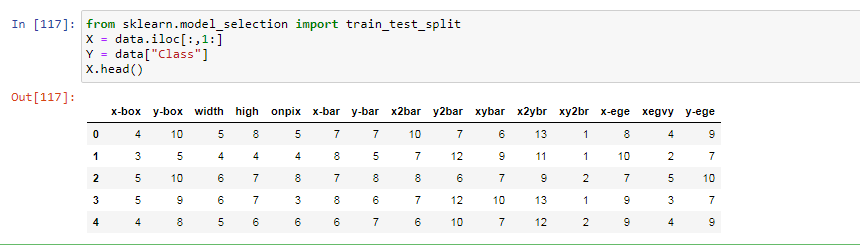 In [117]: from sklearn.model_selection import train_test_split
X = data.iloc[:,1:]
Y = data["Class"]
X.head()
Out[117]:
x-box y-box width high onpix x-bar y-bar x2bar y2bar xybar x2ybr xy2br x-ege xegvy y-ege
0 4 10 5 8 5 7 7 10 7 6 13 1 8 4 9
1 3 5 4 4 4 8 5 7 12 9 11 1 10 2 7
2 5 10 6 7 8 7 8 8 6 7 9 2 7 5 10
3 5 9 6 7 3 8 6 7 12 10 13 1 9 3 7
4 4 8 5 6 6 6 7 6 10 7 12 2 9 4 9